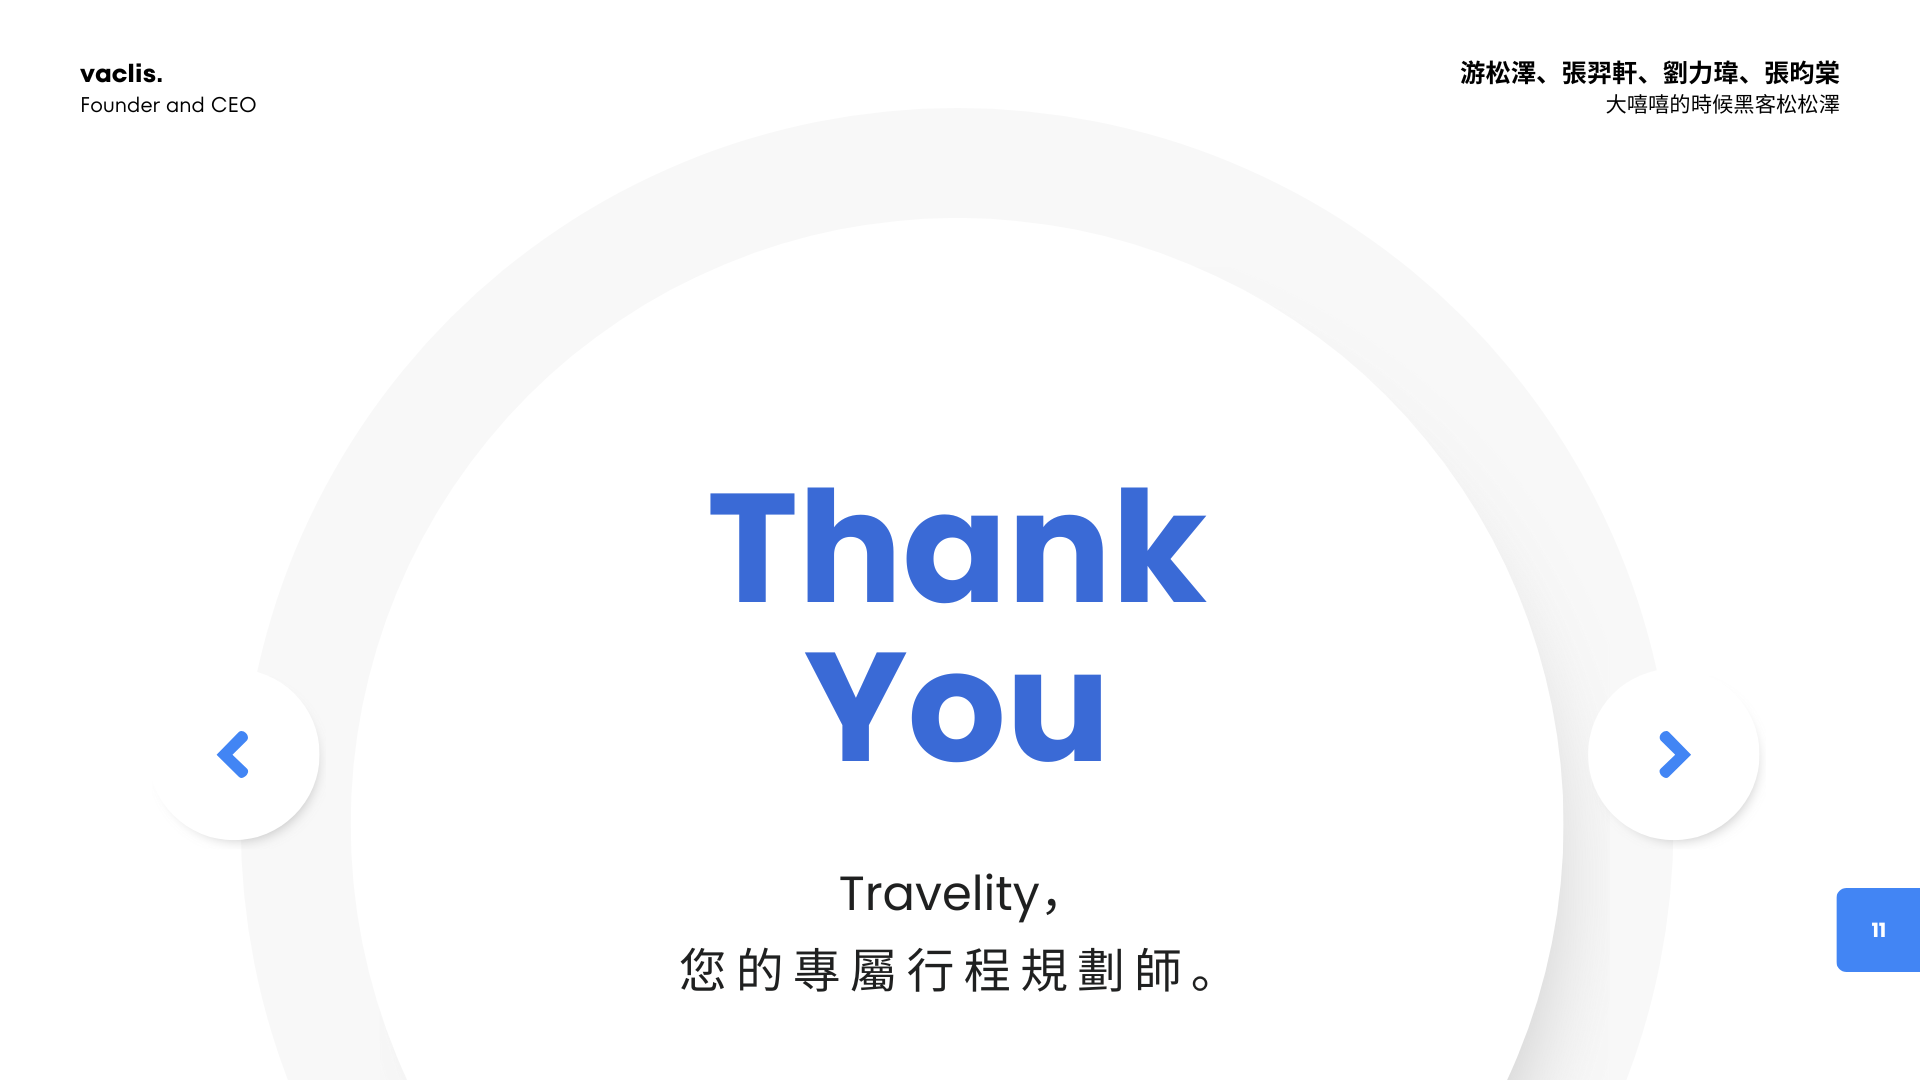 vaclis.
Founder and CEO
游松澤、張羿軒、劉力瑋、張昀棠
大嘻嘻的時候黑客松松澤
Thank
You
Travelity，
您的專屬行程規劃師。
11